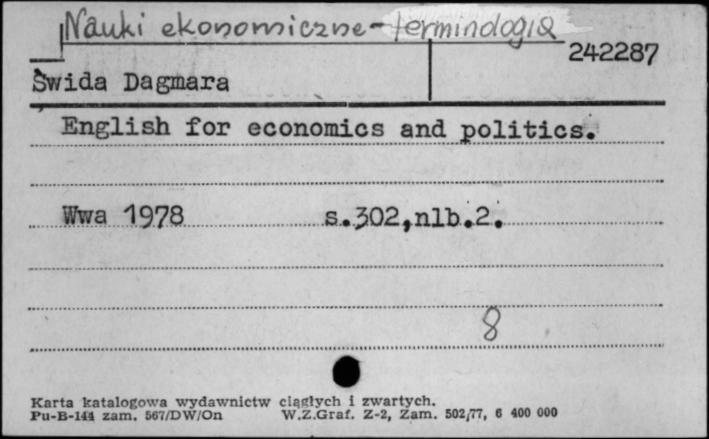 Nauki ekonomiczne - terminologia
242287
Świda Dagmara
English for economics and politics.
Wwa 1978 s.302,nlb.2.
8
Karta katalogowa wydawnictw ciągłych i zwartych.
Pu-B-144 zam. 567/DW/On W.Z.Graf. Z-2, Zam. 502/77, 6 400 000